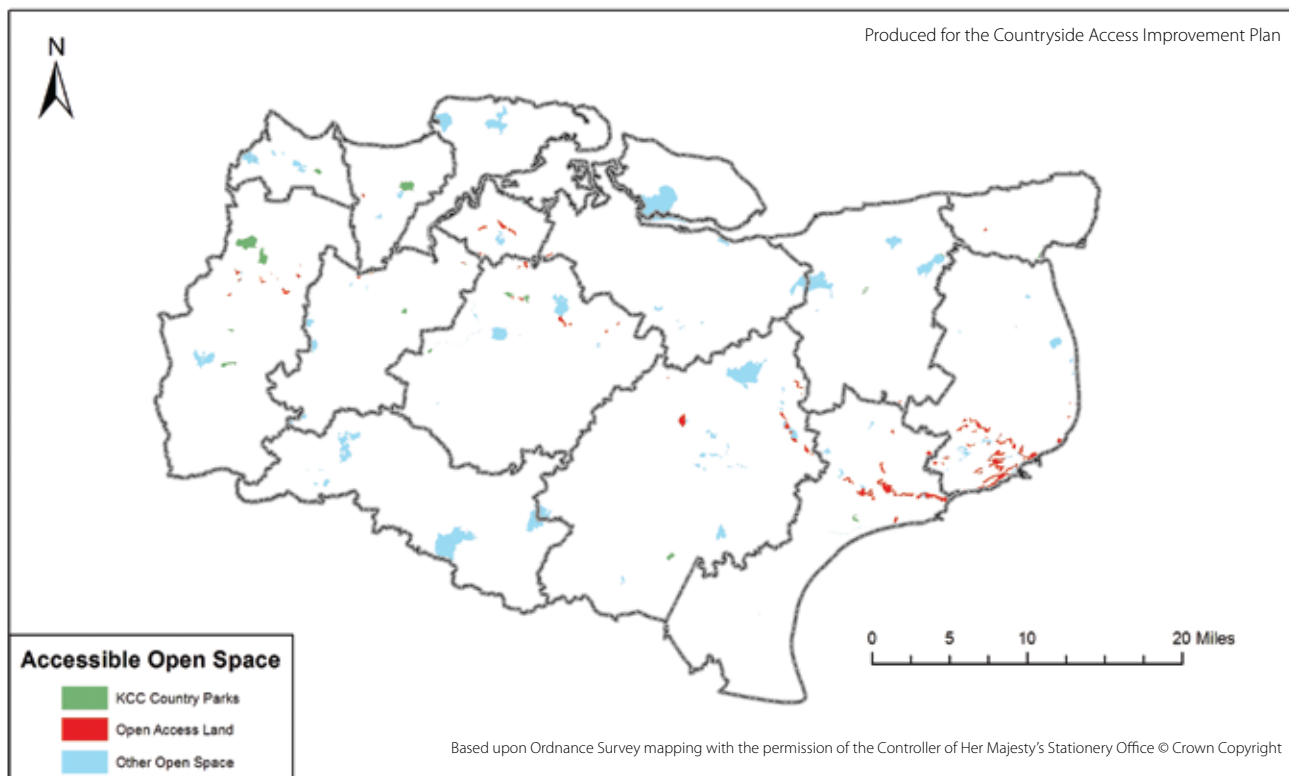 Produced for the Countryside Access Improvement Plan
N
0 5 10 20 Miles
Accessible Open Space
KCC Country Parks
Open Access Land
Other Open Space
Based upon Ordnance Survey mapping with the permission of the Controller of Her Majesty's Stationery Office © Crown Copyright